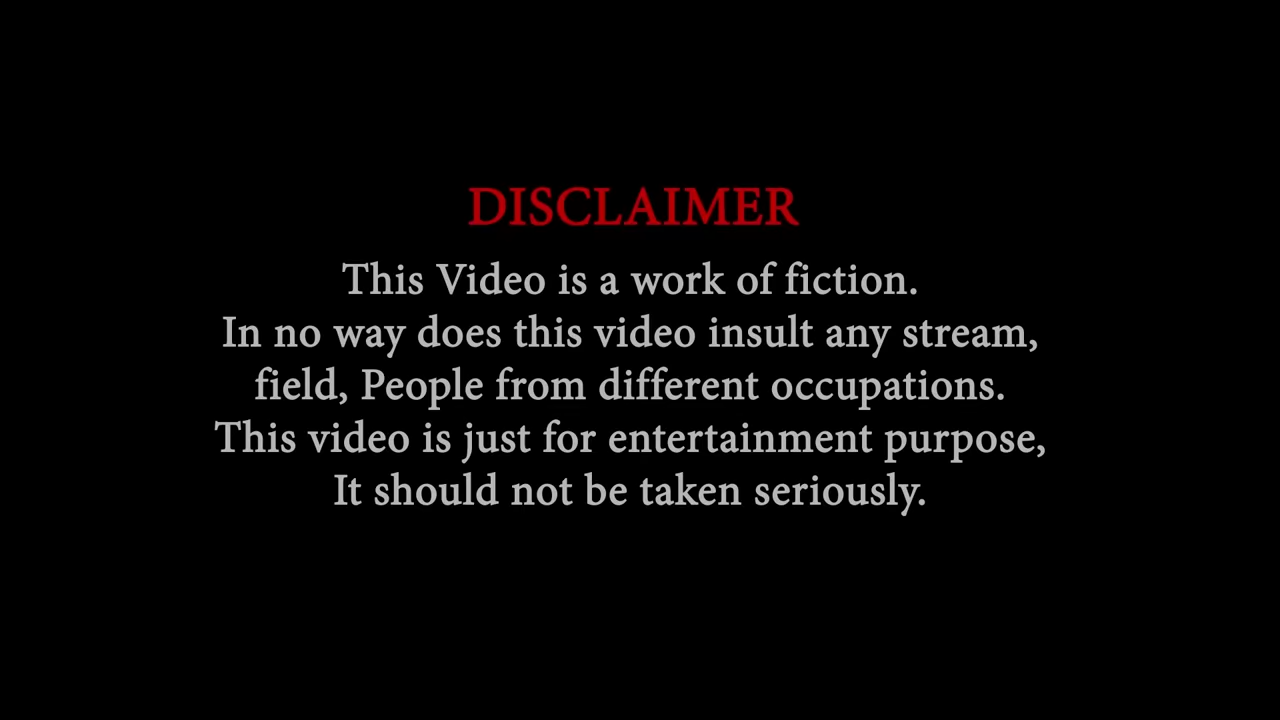 DISCLAIMER
This Video is a work of fiction.
In no way does this video insult any stream,
field, People from different occupations.
This video is just for entertainment purpose,
It should not be taken seriously.